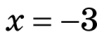 x = −3